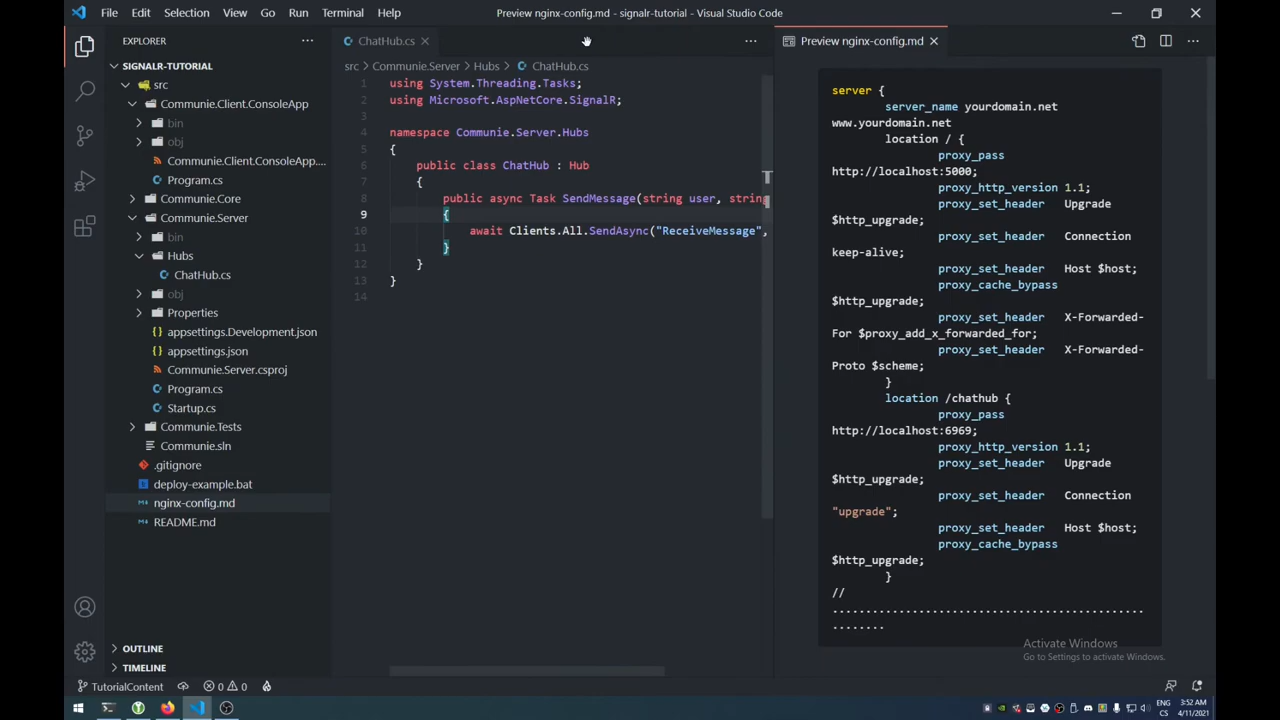 File Edit Selection View Go Run Terminal Help
Preview nginx-config.md - signalr-tutorial - Visual Studio Code
EXPLORER
SIGNALR-TUTORIAL
src
Communie.Client.ConsoleApp
bin
obj
Communie.Client.ConsoleApp....
Program.cs
Communie.Core
Communie.Server
bin
Hubs
ChatHub.cs
obj
Properties
appsettings.Development.json
appsettings.json
Communie.Server.csproj
Program.cs
Startup.cs
Communie.Tests
Communie.sln
.gitignore
deploy-example.bat
nginx-config.md
README.md
OUTLINE
TIMELINE
ChatHub.cs
src > Communie.Server > Hubs > ChatHub.cs
1 using System.Threading.Tasks;
2 using Microsoft.AspNetCore.SignalR;
3
4 namespace Communie.Server.Hubs
5 {
6 public class ChatHub : Hub
7 {
8 public async Task SendMessage(string user, string
9 {
10 await Clients.All.SendAsync("ReceiveMessage",
11 }
12 }
13 }
14
Preview nginx-config.md
server {
server_name yourdomain.net
www.yourdomain.net
location / {
proxy_pass
http://localhost:5000;
proxy_http_version 1.1;
proxy_set_header Upgrade
$http_upgrade;
proxy_set_header Connection
keep-alive;
proxy_set_header Host $host;
proxy_cache_bypass
$http_upgrade;
proxy_set_header X-Forwarded-
For $proxy_add_x_forwarded_for;
proxy_set_header X-Forwarded-
Proto $scheme;
}
location /chathub {
proxy_pass
http://localhost:6969;
proxy_http_version 1.1;
proxy_set_header Upgrade
$http_upgrade;
proxy_set_header Connection
"upgrade";
proxy_set_header Host $host;
proxy_cache_bypass
$http_upgrade;
}
//
...............................................
........
Activate Windows
Go to Settings to activate Windows.
TutorialContent 0 0
ENG
CS
3:52 AM
4/11/2021